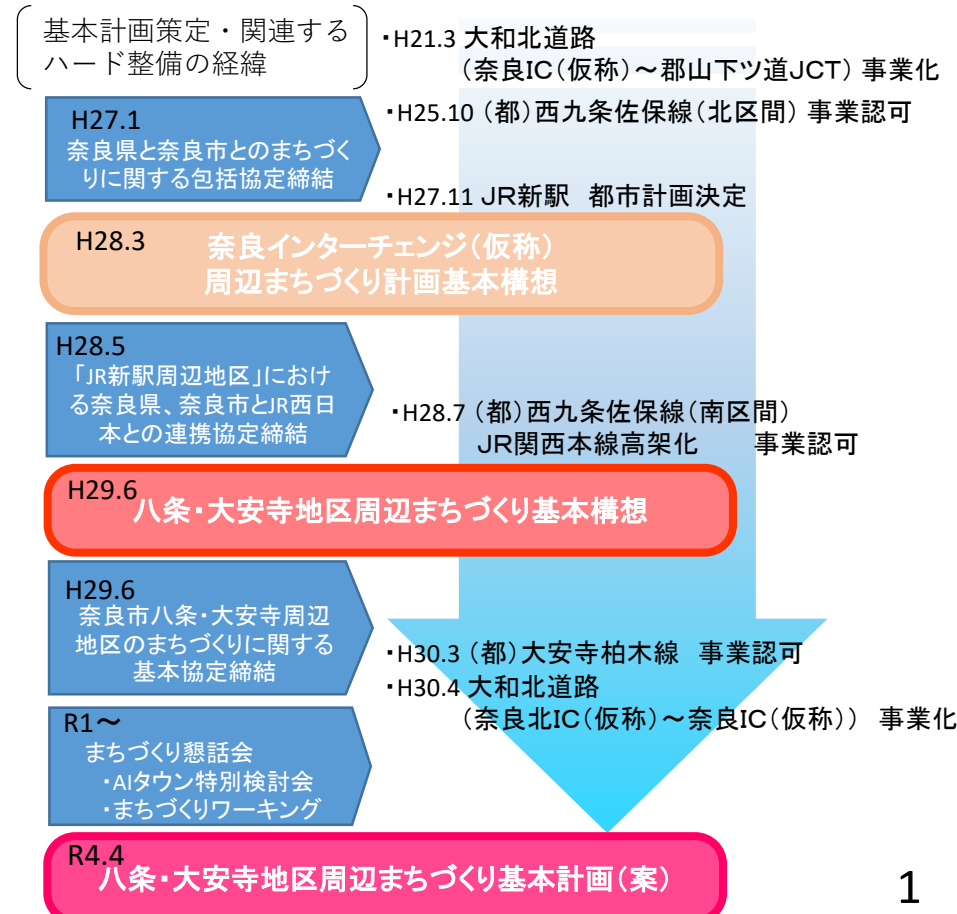 基本計画策定・関連する
ハード整備の経緯
・H21.3 大和北道路
(奈良IC(仮称)～郡山下ツ道JCT) 事業化
H27.1
奈良県と奈良市とのまちづく
りに関する包括協定締結
・H25.10 (都)西九条佐保線(北区間) 事業認可
・H27.11 JR新駅 都市計画決定
H28.3
奈良インターチェンジ(仮称)
周辺まちづくり計画基本構想
H28.5
「JR新駅周辺地区」におけ
る奈良県、奈良市とJR西日
本との連携協定締結
・H28.7 (都)西九条佐保線(南区間)
JR関西本線高架化 事業認可
H29.6
八条・大安寺地区周辺まちづくり基本構想
H29.6
奈良市八条・大安寺周辺
地区のまちづくりに関する
基本協定締結
・H30.3 (都)大安寺柏木線 事業認可
・H30.4 大和北道路
(奈良北IC(仮称)～奈良IC(仮称)) 事業化
R1～
まちづくり懇話会
・AIタウン特別検討会
・まちづくりワーキング
R4.4
八条・大安寺地区周辺まちづくり基本計画(案)
1